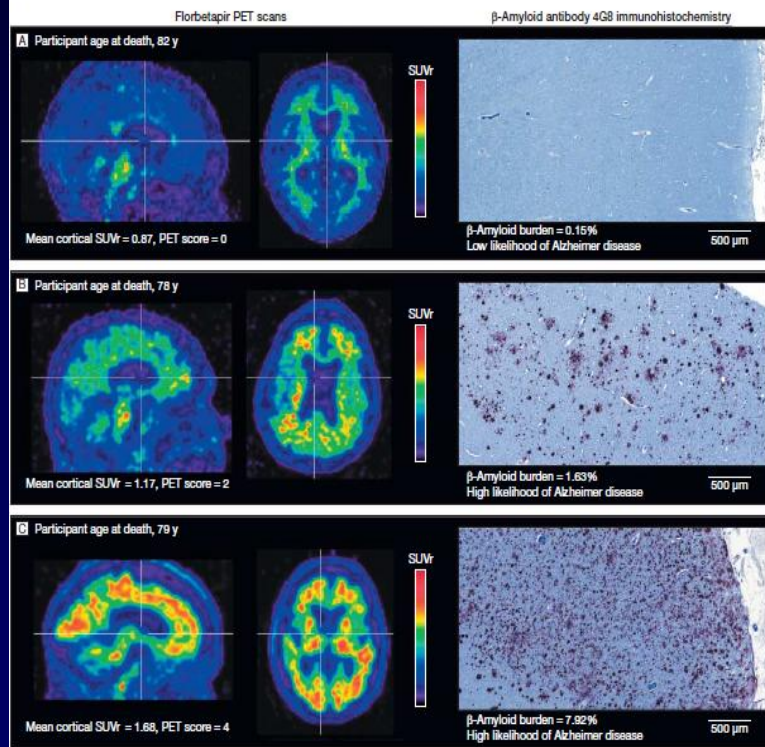 Florbetapir PET scans
β-Amyloid antibody 4G8 immunohistochemistry
A Participant age at death, 82 y
SUVr
Mean cortical SUVr = 0.87, PET score = 0
β-Amyloid burden = 0.15%
Low likelihood of Alzheimer disease
500 μm
B Participant age at death, 78 y
SUVr
Mean cortical SUVr = 1.17, PET score = 2
β-Amyloid burden = 1.63%
High likelihood of Alzheimer disease
500 μm
C Participant age at death, 79 y
SUVr
Mean cortical SUVr = 1.68, PET score = 4
β-Amyloid burden = 7.92%
High likelihood of Alzheimer disease
500 μm